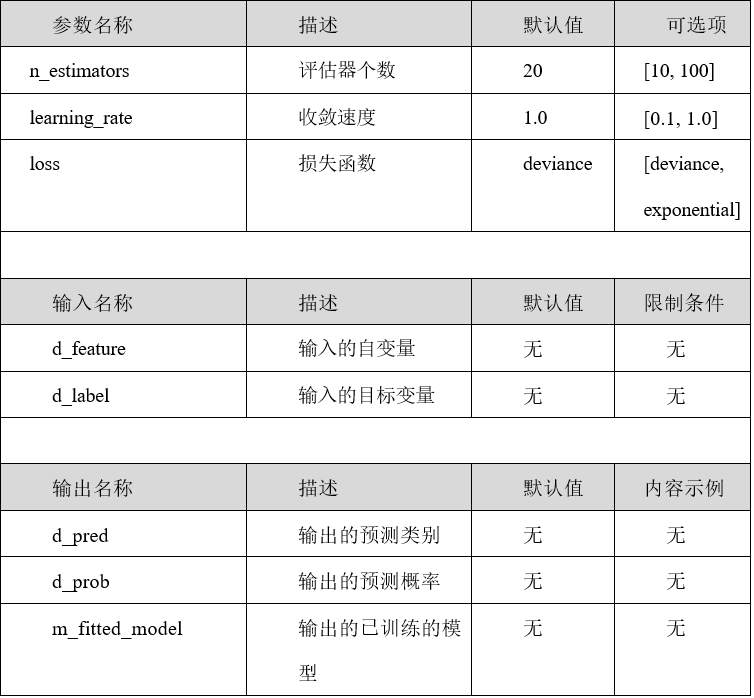 参数名称 描述 默认值 可选项
n_estimators 评估器个数 20 [10, 100]
learning_rate 收敛速度 1.0 [0.1, 1.0]
loss 损失函数 deviance [deviance,
exponential]
输入名称 描述 默认值 限制条件
d_feature 输入的自变量 无 无
d_label 输入的目标变量 无 无
输出名称 描述 默认值 内容示例
d_pred 输出的预测类别 无 无
d_prob 输出的预测概率 无 无
m_fitted_model 输出的已训练的模 无 无
型